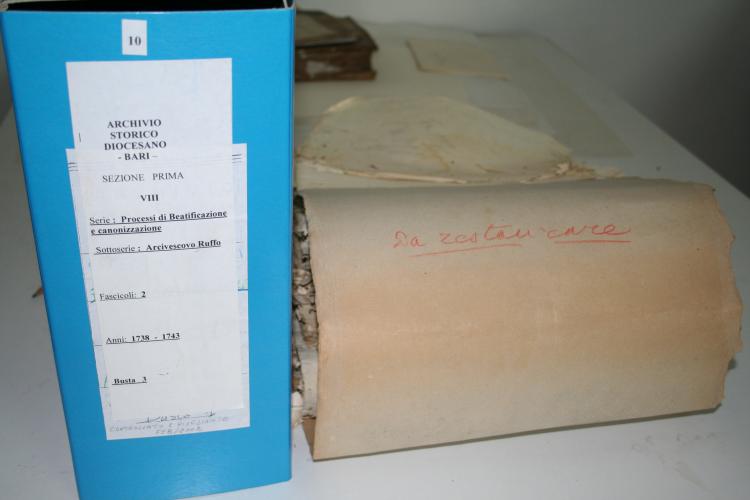 10
ARCHIVIO
STORICO
DIOCESANO
- BARI –
SEZIONE PRIMA
VIII
Serie : Processi di Beatificazione
e canonizzazione
Sottoserie : Arcivescovo Ruffo
Fascicoli: 2
Anni: 1738 - 1743
Busta 3
Da restaurare